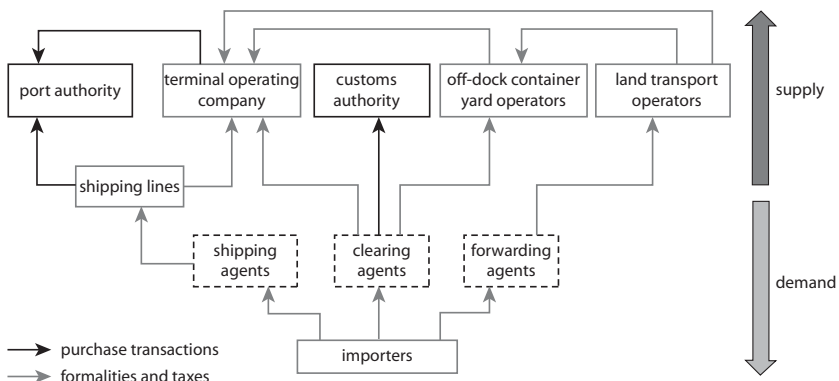 port authority
terminal operating
company
customs
authority
off-dock container
yard operators
land transport
operators
supply
shipping lines
shipping
agents
clearing
agents
forwarding
agents
demand
importers
purchase transactions
formalities and taxes